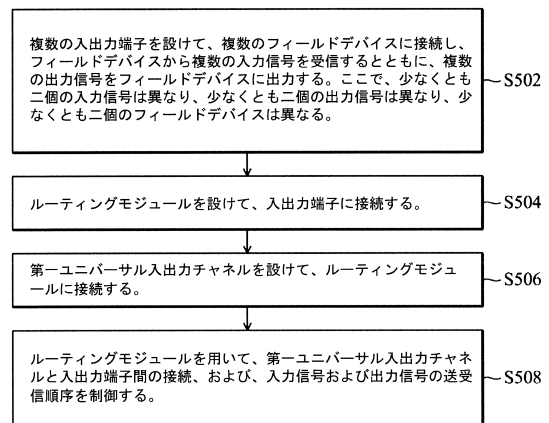 複数の入出力端子を設けて、複数のフィールドデバイスに接続し、
フィールドデバイスから複数の入力信号を受信するとともに、複数
の出力信号をフィールドデバイスに出力する。ここで、少なくとも
二個の入力信号は異なり、少なくとも二個の出力信号は異なり、少
なくとも二個のフィールドデバイスは異なる。
S502
ルーティングモジュールを設けて、入出力端子に接続する。
S504
第一ユニバーサル入出力チャネルを設けて、ルーティングモジュ
ールに接続する。
S506
ルーティングモジュールを用いて、第一ユニバーサル入出力チャネ
ルと入出力端子間の接続、および、入力信号および出力信号の送受
信順序を制御する。
S508